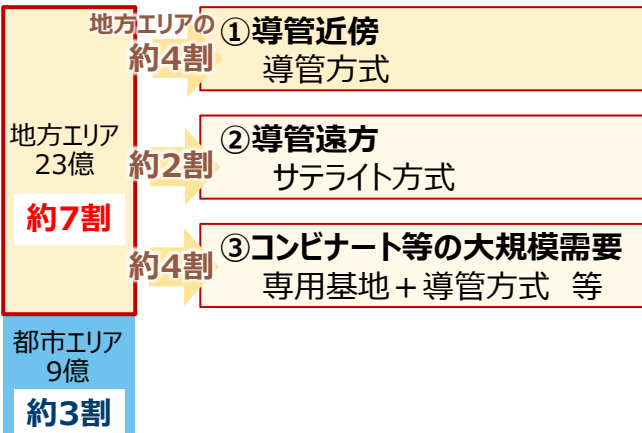 地方エリアの
約4割
①導管近傍
導管方式
地方エリア
23億
約7割
約2割
②導管遠方
サテライト方式
約4割
③コンビナート等の大規模需要
専用基地＋導管方式 等
都市エリア
9億
約3割